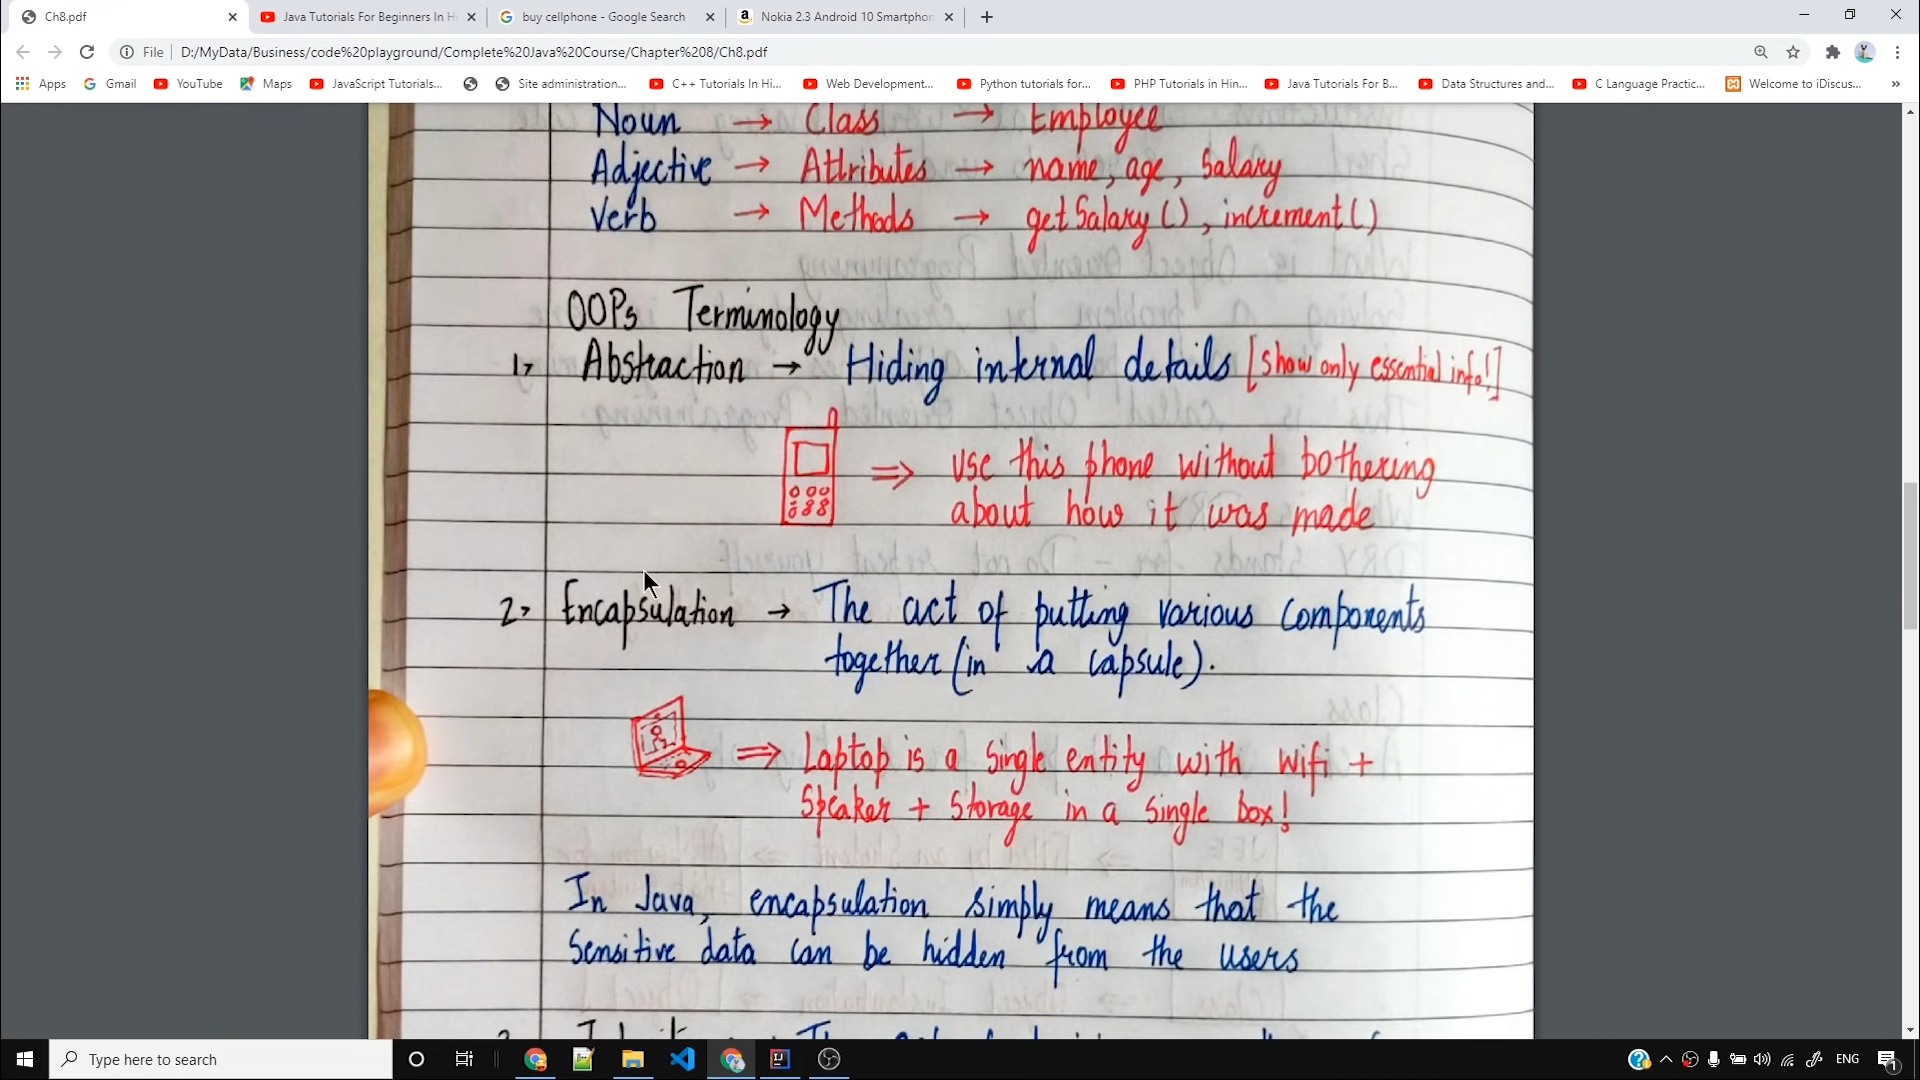 Ch8.pdf
Java Tutorials For Beginners In Hi
buy cellphone - Google Search
Nokia 2.3 Android 10 Smartphon
File
D:/MyData/Business/code%20playground/Complete%20Java%20Course/Chapter%208/Ch8.pdf
Apps
Gmail
YouTube
Maps
JavaScript Tutorials...
Site administration...
C++ Tutorials In Hi...
Web Development...
Python tutorials for...
PHP Tutorials in Hin...
Java Tutorials For B...
Data Structures and...
C Language Practic...
Welcome to iDiscus...
»
Noun → Class → Employee
Adjective → Attributes → name, age, Salary
Verb → Methods → getSalary(), increment()
OOPs Terminology
1, Abstraction → Hiding internal details [show only essential info!]
⇒ use this phone without bothering
about how it was made
2, Encapsulation → The act of putting various components
together (in a capsule).
⇒ Laptop is a single entity with Wifi +
Speaker + Storage in a single box!
In Java, encapsulation simply means that the
Sensitive data can be hidden from the users
Type here to search
ENG
1